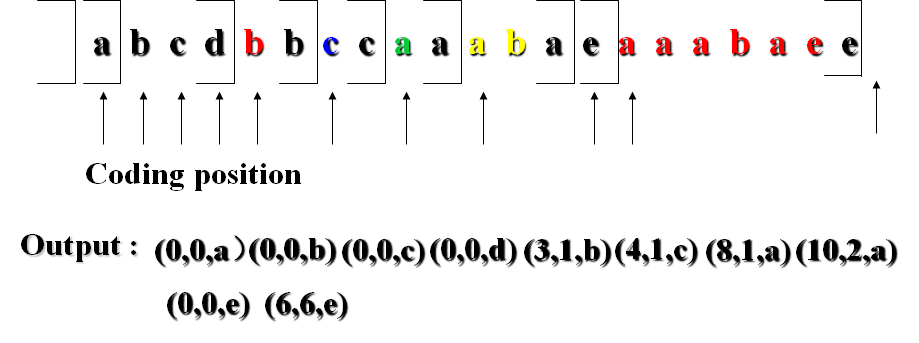 a b c d b b c c a a a b a e a a a b a e e
Coding position
Output : (0,0,a）(0,0,b) (0,0,c) (0,0,d) (3,1,b) (4,1,c) (8,1,a) (10,2,a)
(0,0,e) (6,6,e)